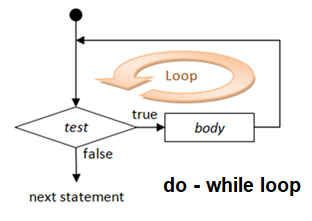 Loop
true
test
body
false
do - while loop
next statement